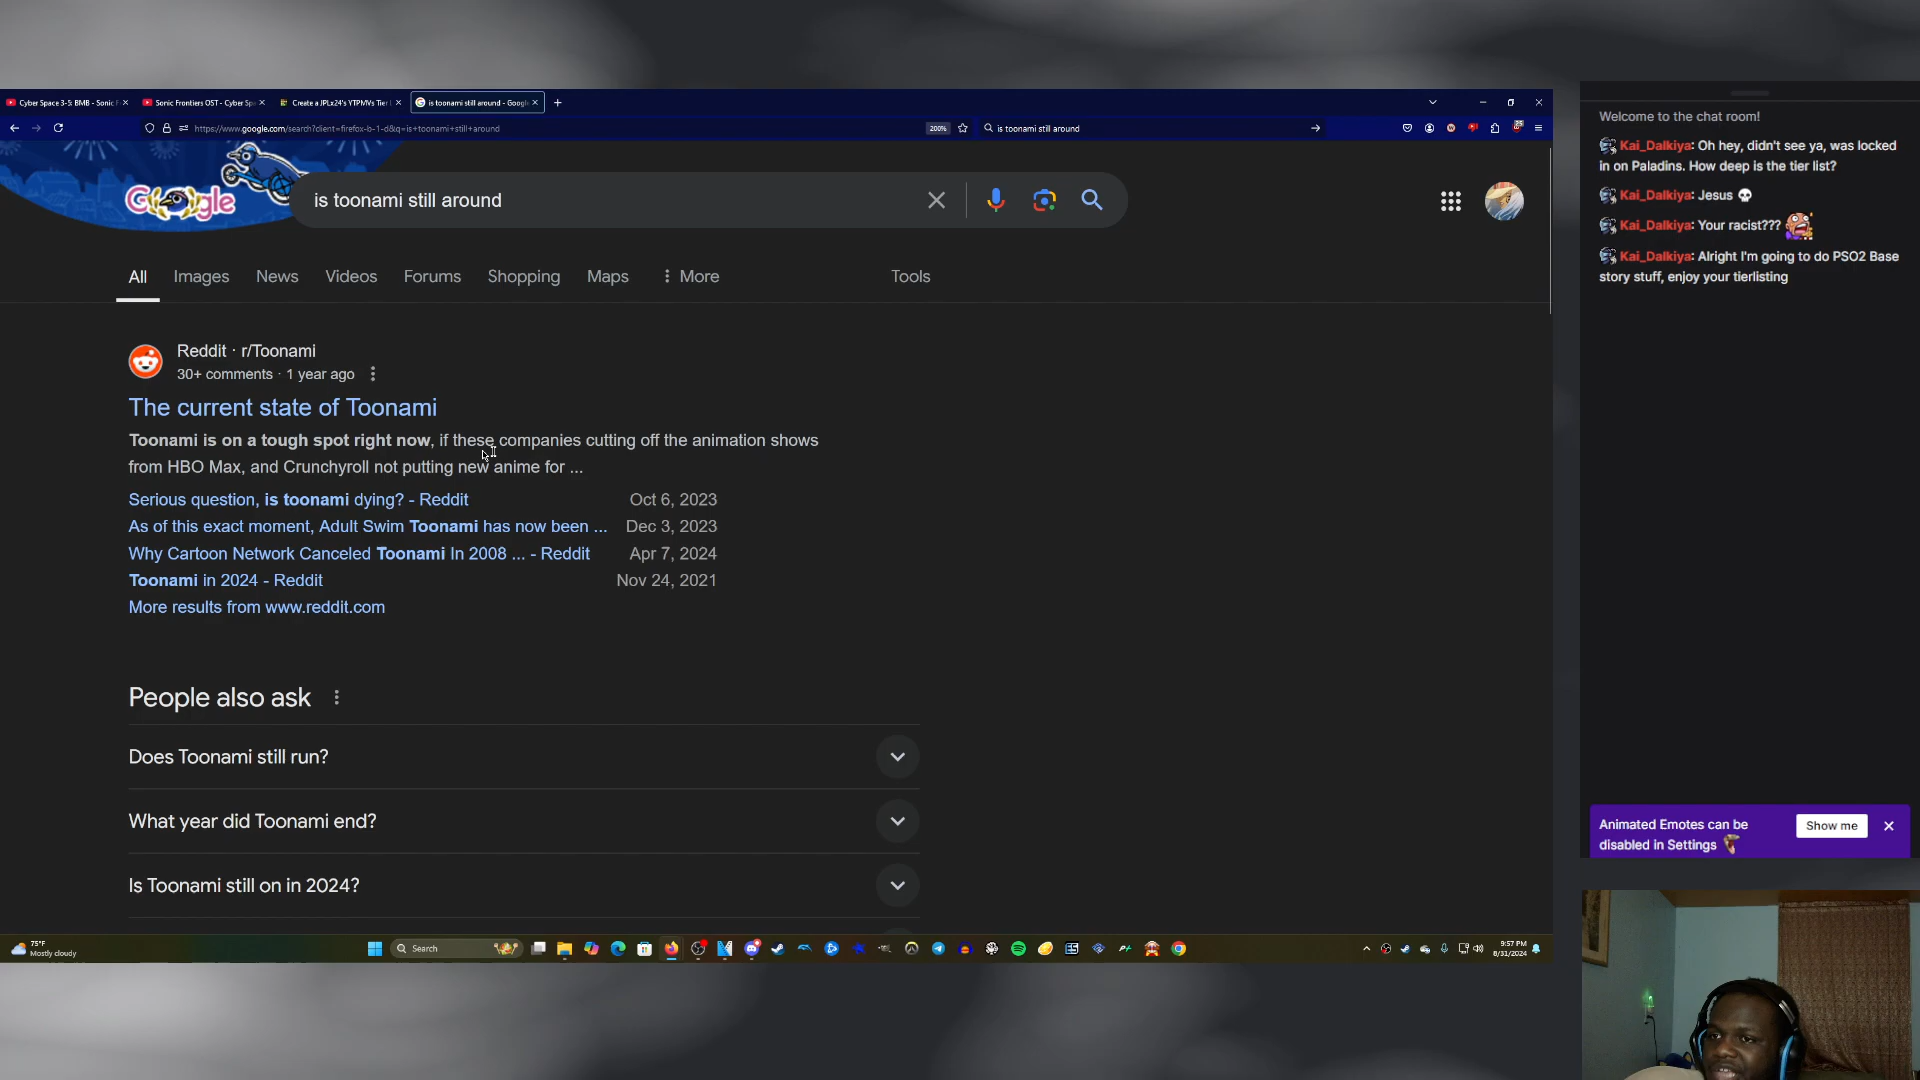 Cyber Space 3-5: BMB - Sonic F
Sonic Frontiers OST - Cyber Sp
Create a JPLx24's YTPMVs Tier L
is toonami still around - Google
https://www.google.com/search?client=firefox-b-1-d&q=is+toonami+still+around
200%
is toonami still around
Google
is toonami still around
All
Images
News
Videos
Forums
Shopping
Maps
More
Tools
Reddit · r/Toonami
30+ comments · 1 year ago
The current state of Toonami
Toonami is on a tough spot right now, if these companies cutting off the animation shows
from HBO Max, and Crunchyroll not putting new anime for ...
Serious question, is toonami dying? - Reddit Oct 6, 2023
As of this exact moment, Adult Swim Toonami has now been ... Dec 3, 2023
Why Cartoon Network Canceled Toonami In 2008 ... - Reddit Apr 7, 2024
Toonami in 2024 - Reddit Nov 24, 2021
More results from www.reddit.com
People also ask
Does Toonami still run?
What year did Toonami end?
Is Toonami still on in 2024?
75°F
Mostly cloudy
Search
9:57 PM
8/31/2024
Welcome to the chat room!
Kai_Dalkiya: Oh hey, didn't see ya, was locked
in on Paladins. How deep is the tier list?
Kai_Dalkiya: Jesus 💀
Kai_Dalkiya: Your racist???
Kai_Dalkiya: Alright I'm going to do PSO2 Base
story stuff, enjoy your tierlisting
Animated Emotes can be
disabled in Settings
Show me